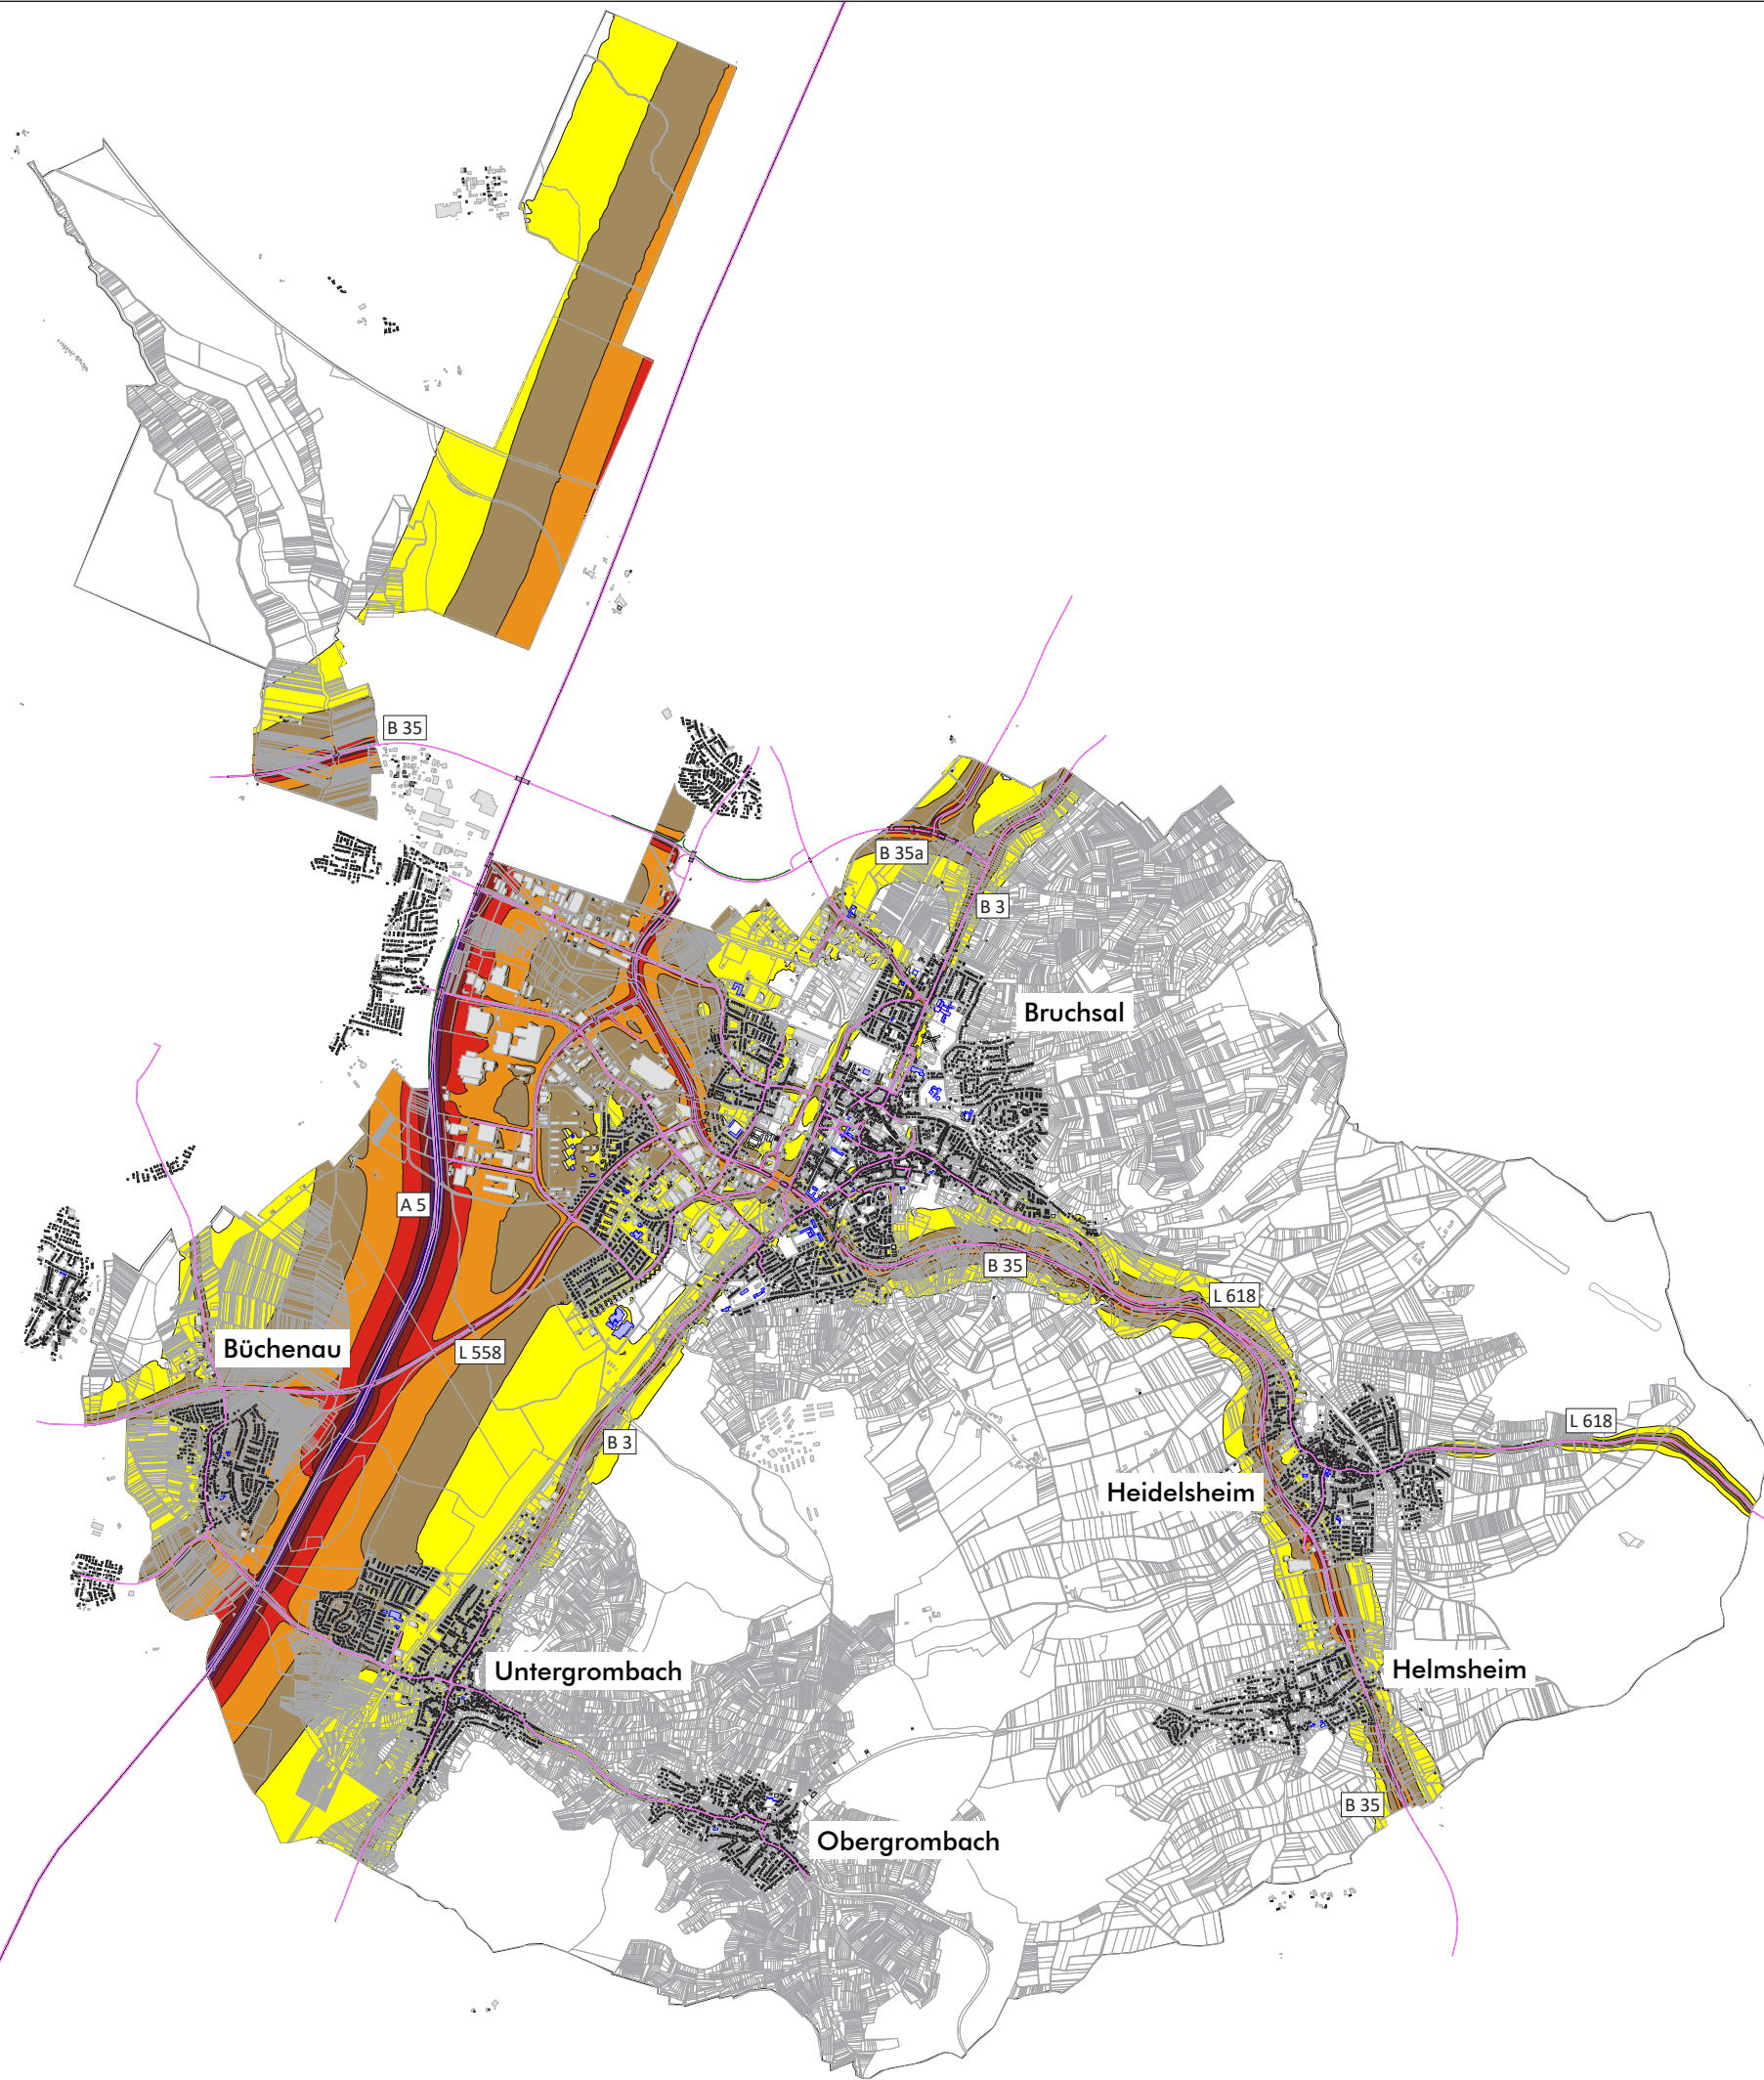 B 35
B 35a
B 3
Bruchsal
A 5
B 35
L 618
Büchenau
L 558
L 618
B 3
Heidelsheim
Untergrombach
Helmsheim
B 35
Obergrombach